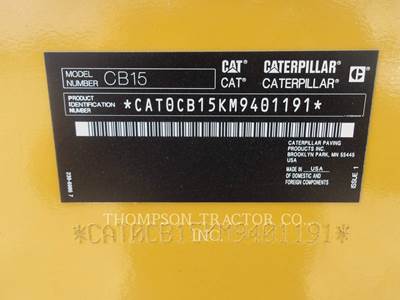 MODEL NUMBER CB15
CAT® CATERPILLAR®
CAT® CATERPILLAR®
PRODUCT IDENTIFICATION NUMBER *CAT0CB15KM9401191*
CATERPILLAR PAVING
PRODUCTS INC.
BROOKLYN PARK, MN 55445
USA
MADE IN USA
OF DOMESTIC AND
FOREIGN COMPONENTS
ISSUE 1
THOMPSON TRACTOR CO.,
INC.
*CAT0CB15KM9401191*